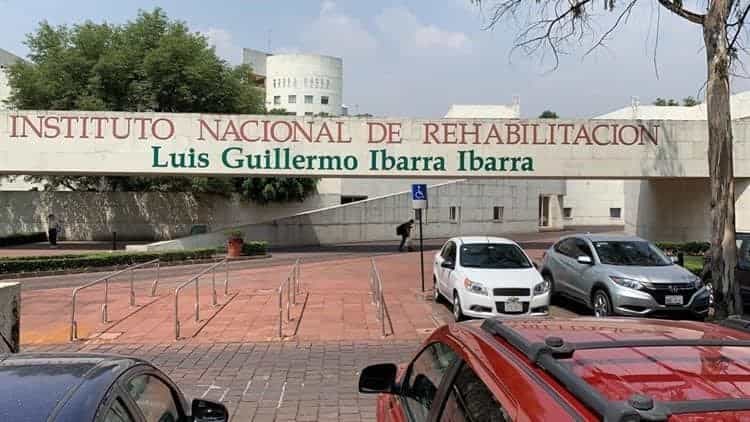 INSTITUTO NACIONAL DE REHABILITACION
Luis Guillermo Ibarra Ibarra